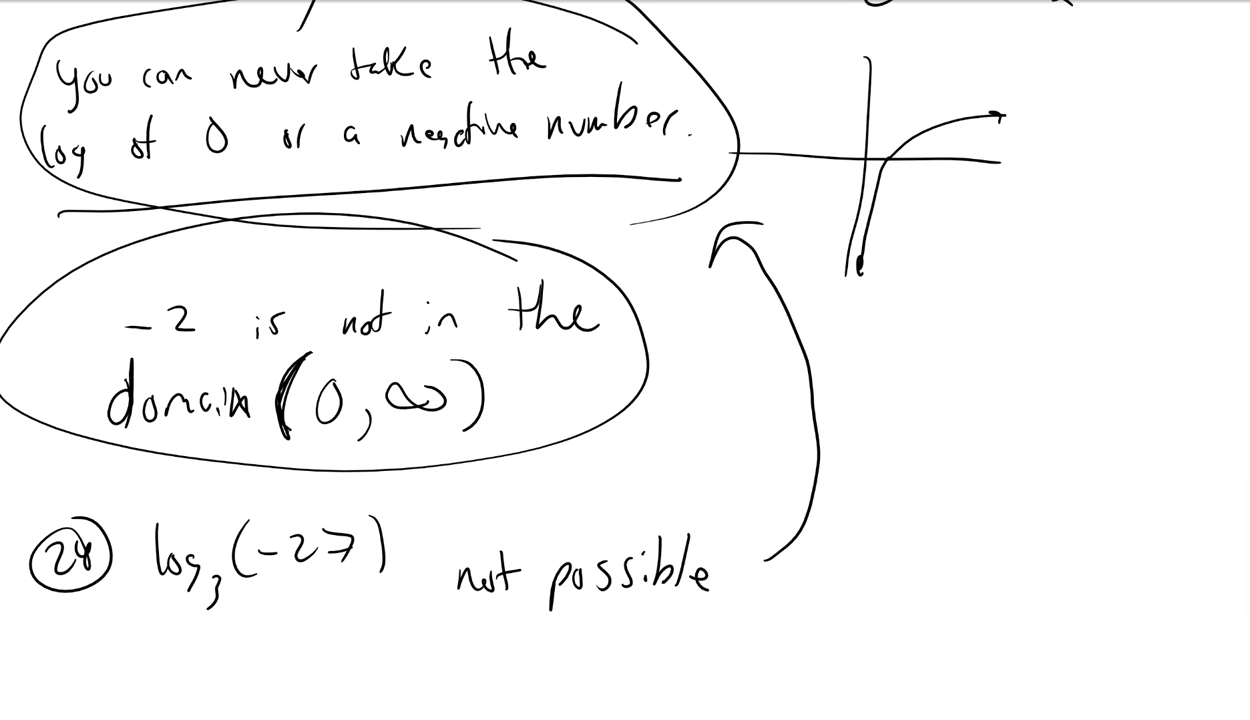 you can never take the
log of 0 or a negative number.
-2 is not in the
domain (0, ∞)
28 log₃(-27) not possible